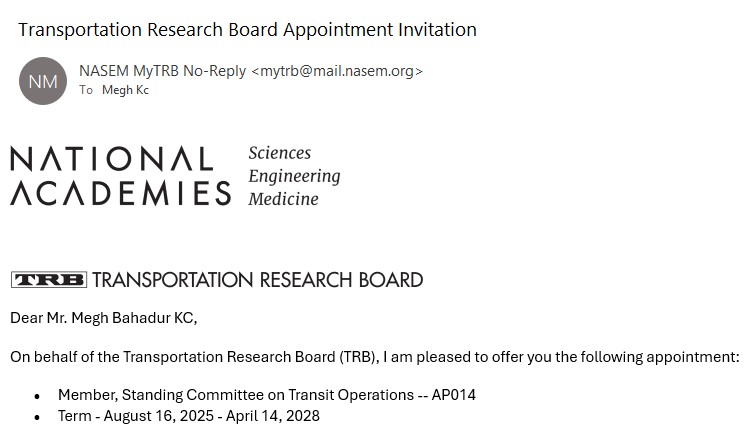 Transportation Research Board Appointment Invitation
NM
NASEM MyTRB No-Reply <mytrb@mail.nasem.org>
To Megh Kc
NATIONAL
ACADEMIES
Sciences
Engineering
Medicine
TRB TRANSPORTATION RESEARCH BOARD
Dear Mr. Megh Bahadur KC,
On behalf of the Transportation Research Board (TRB), I am pleased to offer you the following appointment:
• Member, Standing Committee on Transit Operations -- AP014
• Term - August 16, 2025 - April 14, 2028